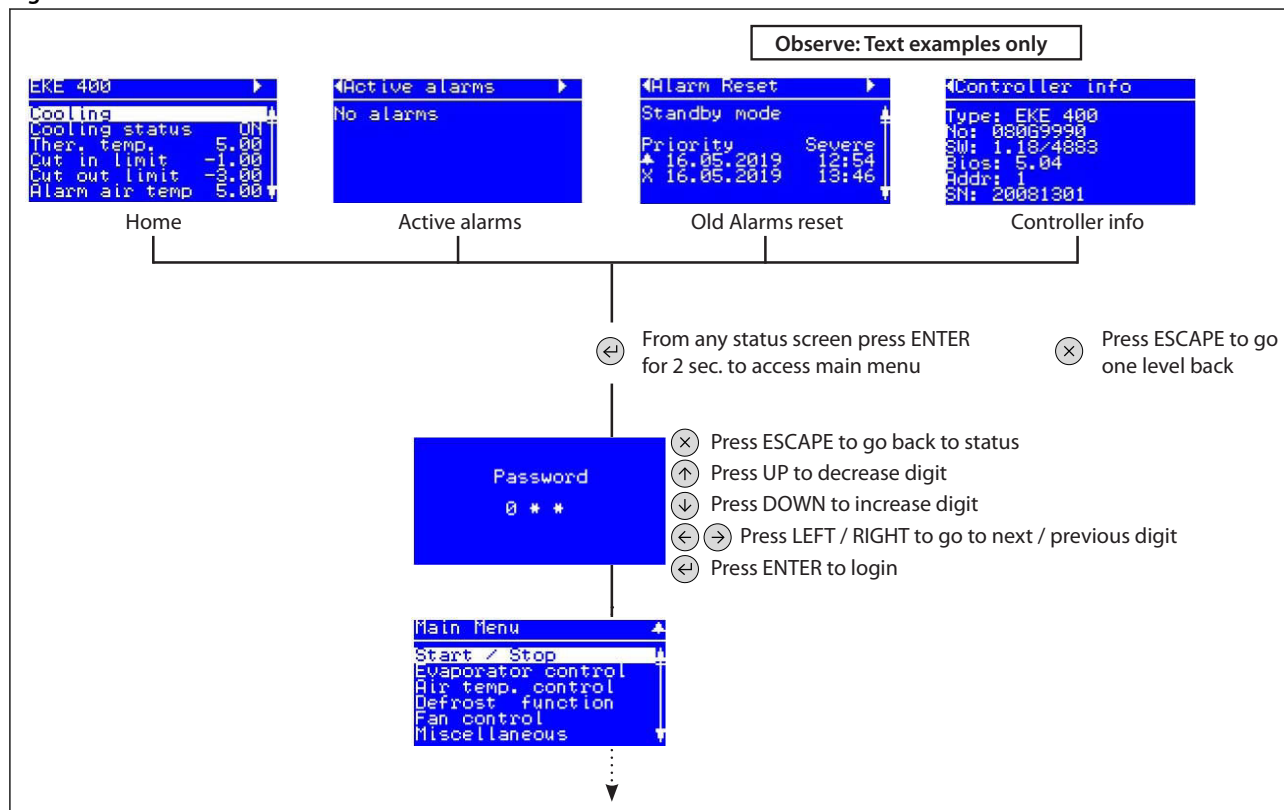 Observe: Text examples only
EKE 400
Cooling
Cooling status ON
Ther. temp. 5.00
Cut in limit -1.00
Cut out limit -3.00
Alarm air temp 5.00
Home
Active alarms
No alarms
Active alarms
Alarm Reset
Standby mode
Priority Severe
16.05.2019 12:54
X 16.05.2019 13:46
Old Alarms reset
Controller info
Type: EKE 400
No: 080G9990
SW: 1.18/4883
Bios: 5.04
Addr: 1
SN: 20081301
Controller info
From any status screen press ENTER
for 2 sec. to access main menu
Press ESCAPE to go
one level back
Password
0 * *
Press ESCAPE to go back to status
Press UP to decrease digit
Press DOWN to increase digit
Press LEFT / RIGHT to go to next / previous digit
Press ENTER to login
Main Menu
Start / Stop
Evaporator control
Air temp. control
Defrost function
Fan control
Miscellaneous